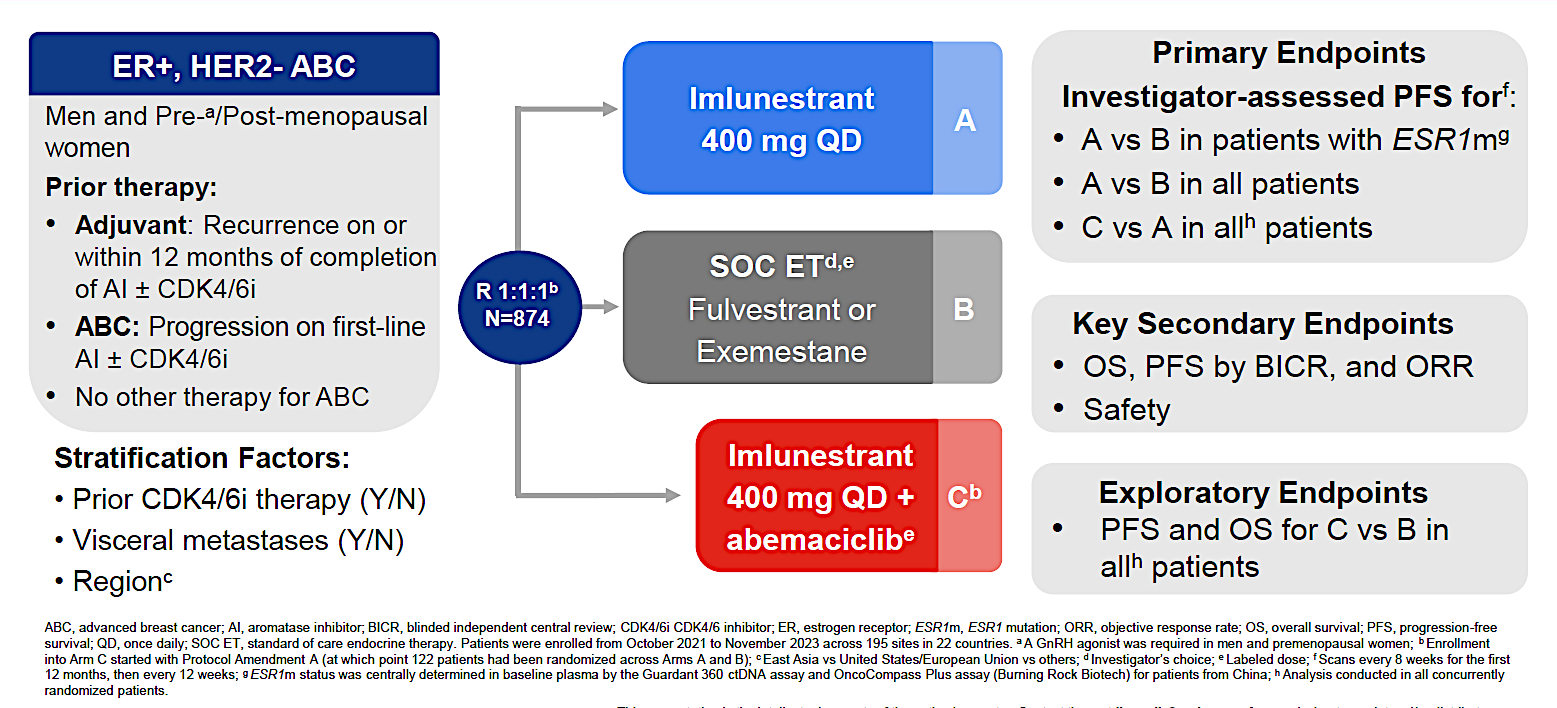 ER+, HER2- ABC
Men and Pre-ᵃ/Post-menopausal
women
Prior therapy:
• Adjuvant: Recurrence on or
within 12 months of completion
of AI ± CDK4/6i
• ABC: Progression on first-line
AI ± CDK4/6i
• No other therapy for ABC
Stratification Factors:
• Prior CDK4/6i therapy (Y/N)
• Visceral metastases (Y/N)
• Regionᶜ
R 1:1:1ᵇ
N=874
Imlunestrant
400 mg QD
A
SOC ETᵈ,ᵉ
Fulvestrant or
Exemestane
B
Imlunestrant
400 mg QD +
abemaciclibᵉ
Cᵇ
Primary Endpoints
Investigator-assessed PFS forᶠ:
• A vs B in patients with ESR1mᵍ
• A vs B in all patients
• C vs A in allʰ patients
Key Secondary Endpoints
• OS, PFS by BICR, and ORR
• Safety
Exploratory Endpoints
• PFS and OS for C vs B in
allʰ patients
ABC, advanced breast cancer; AI, aromatase inhibitor; BICR, blinded independent central review; CDK4/6i CDK4/6 inhibitor; ER, estrogen receptor; ESR1m, ESR1 mutation; ORR, objective response rate; OS, overall survival; PFS, progression-free
survival; QD, once daily; SOC ET, standard of care endocrine therapy. Patients were enrolled from October 2021 to November 2023 across 195 sites in 22 countries. ᵃ A GnRH agonist was required in men and premenopausal women; ᵇ Enrollment
into Arm C started with Protocol Amendment A (at which point 122 patients had been randomized across Arms A and B); ᶜ East Asia vs United States/European Union vs others; ᵈ Investigator's choice; ᵉ Labeled dose; ᶠ Scans every 8 weeks for the first
12 months, then every 12 weeks; ᵍ ESR1m status was centrally determined in baseline plasma by the Guardant 360 ctDNA assay and OncoCompass Plus assay (Burning Rock Biotech) for patients from China; ʰ Analysis conducted in all concurrently
randomized patients.